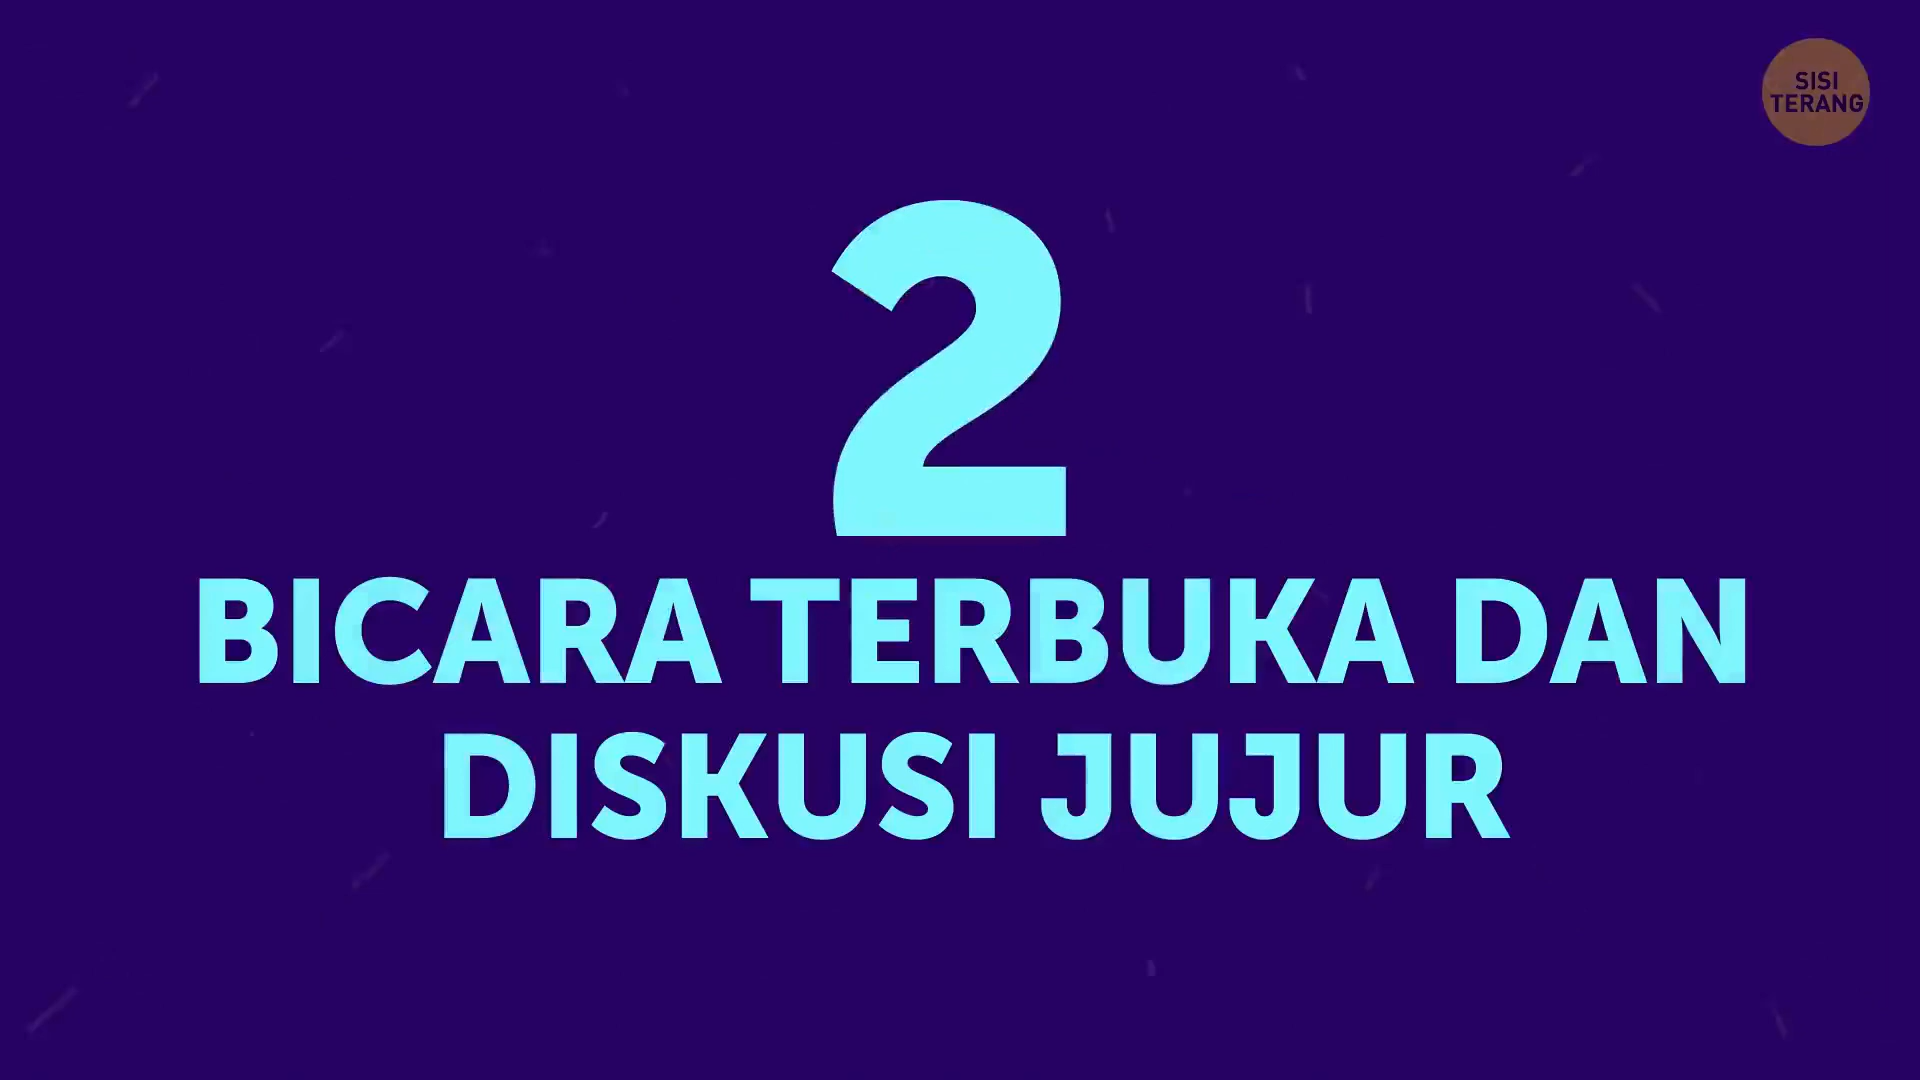 SISI
TERANG
2
BICARA TERBUKA DAN
DISKUSI JUJUR